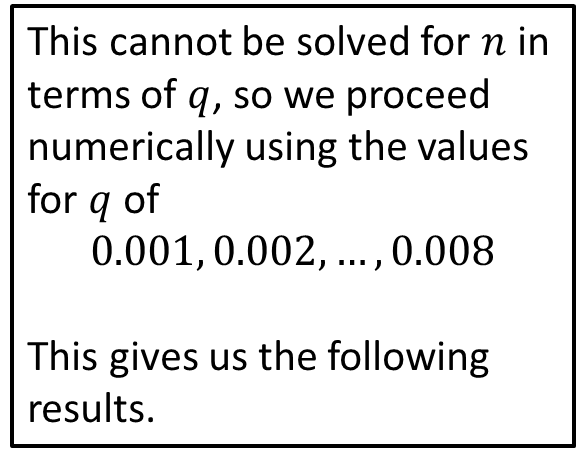 This cannot be solved for n in
terms of q, so we proceed
numerically using the values
for q of
0.001, 0.002, ... , 0.008
This gives us the following
results.